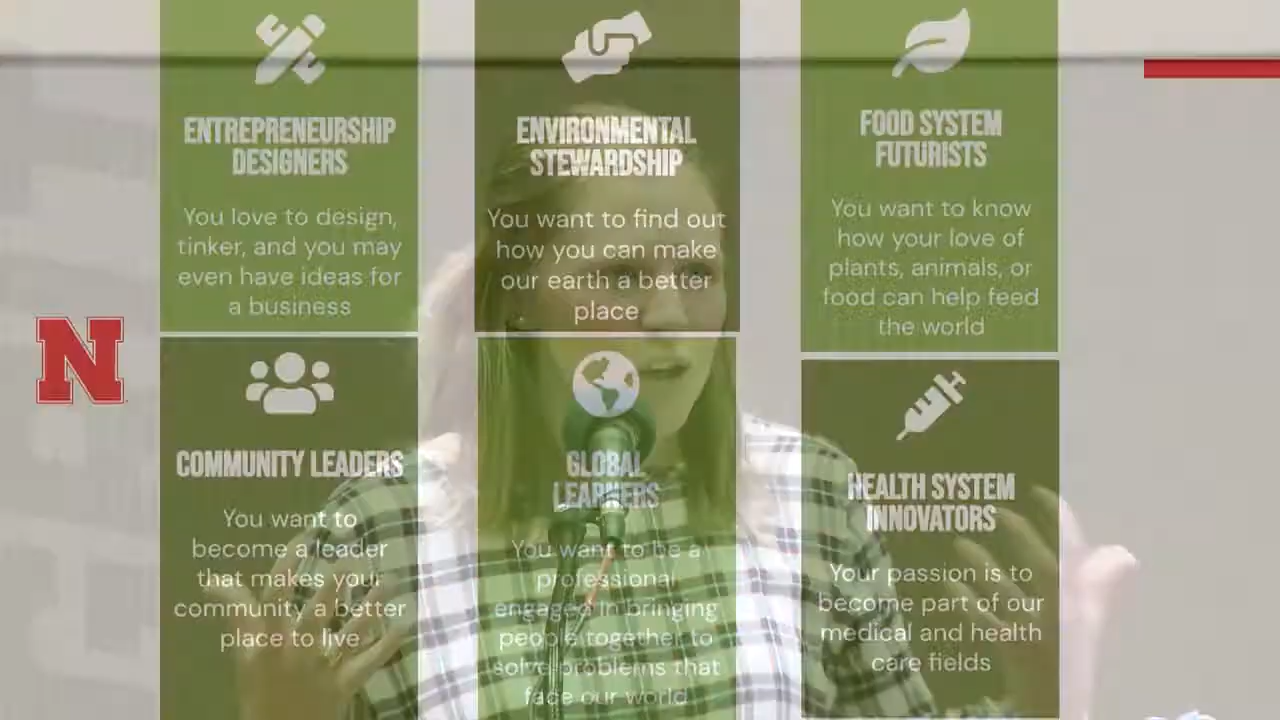 ENTREPRENEURSHIP
DESIGNERS
You love to design,
tinker, and you may
even have ideas for
a business
ENVIRONMENTAL
STEWARDSHIP
You want to find out
how you can make
our earth a better
place
FOOD SYSTEM
FUTURISTS
You want to know
how your love of
plants, animals, or
food can help feed
the world
N
COMMUNITY LEADERS
You want to
become a leader
that makes your
community a better
place to live
GLOBAL
LEARNERS
You want to be a
professional
engaged in bringing
people together to
solve problems that
face our world
HEALTH SYSTEM
INNOVATORS
Your passion is to
become part of our
medical and health
care fields